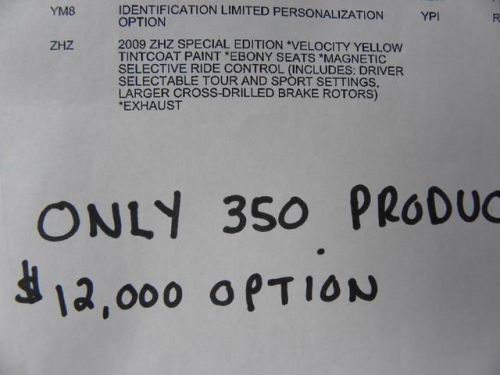 YM8 IDENTIFICATION LIMITED PERSONALIZATION YPI
OPTION
ZHZ 2009 ZHZ SPECIAL EDITION *VELOCITY YELLOW
TINTCOAT PAINT *EBONY SEATS *MAGNETIC
SELECTIVE RIDE CONTROL (INCLUDES: DRIVER
SELECTABLE TOUR AND SPORT SETTINGS,
LARGER CROSS-DRILLED BRAKE ROTORS)
*EXHAUST
ONLY 350 PRODUC
$12,000 OPTION